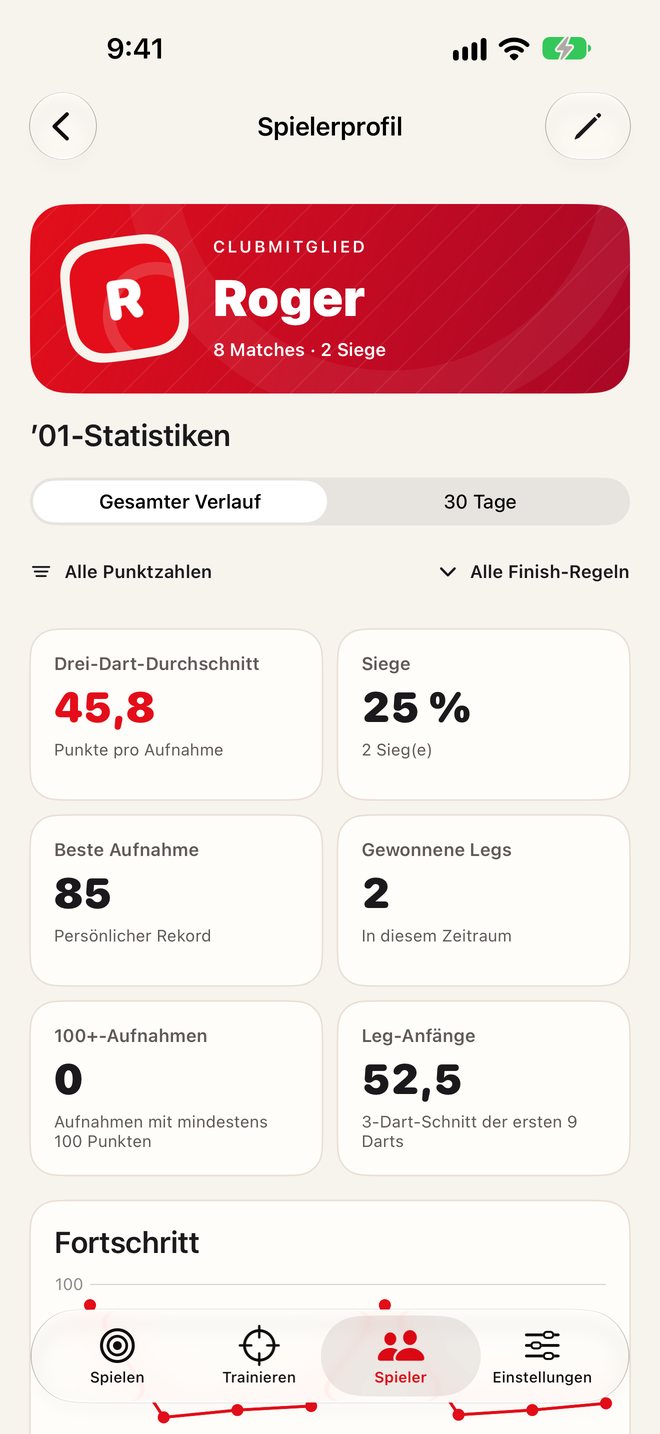 9:41
Spielerprofil
R
CLUBMITGLIED
Roger
8 Matches · 2 Siege
’01-Statistiken
Gesamter Verlauf
30 Tage
Alle Punktzahlen
Alle Finish-Regeln
Drei-Dart-Durchschnitt
45,8
Punkte pro Aufnahme
Siege
25 %
2 Sieg(e)
Beste Aufnahme
85
Persönlicher Rekord
Gewonnene Legs
2
In diesem Zeitraum
100+-Aufnahmen
0
Aufnahmen mit mindestens
100 Punkten
Leg-Anfänge
52,5
3-Dart-Schnitt der ersten 9
Darts
Fortschritt
100
Spielen
Trainieren
Spieler
Einstellungen